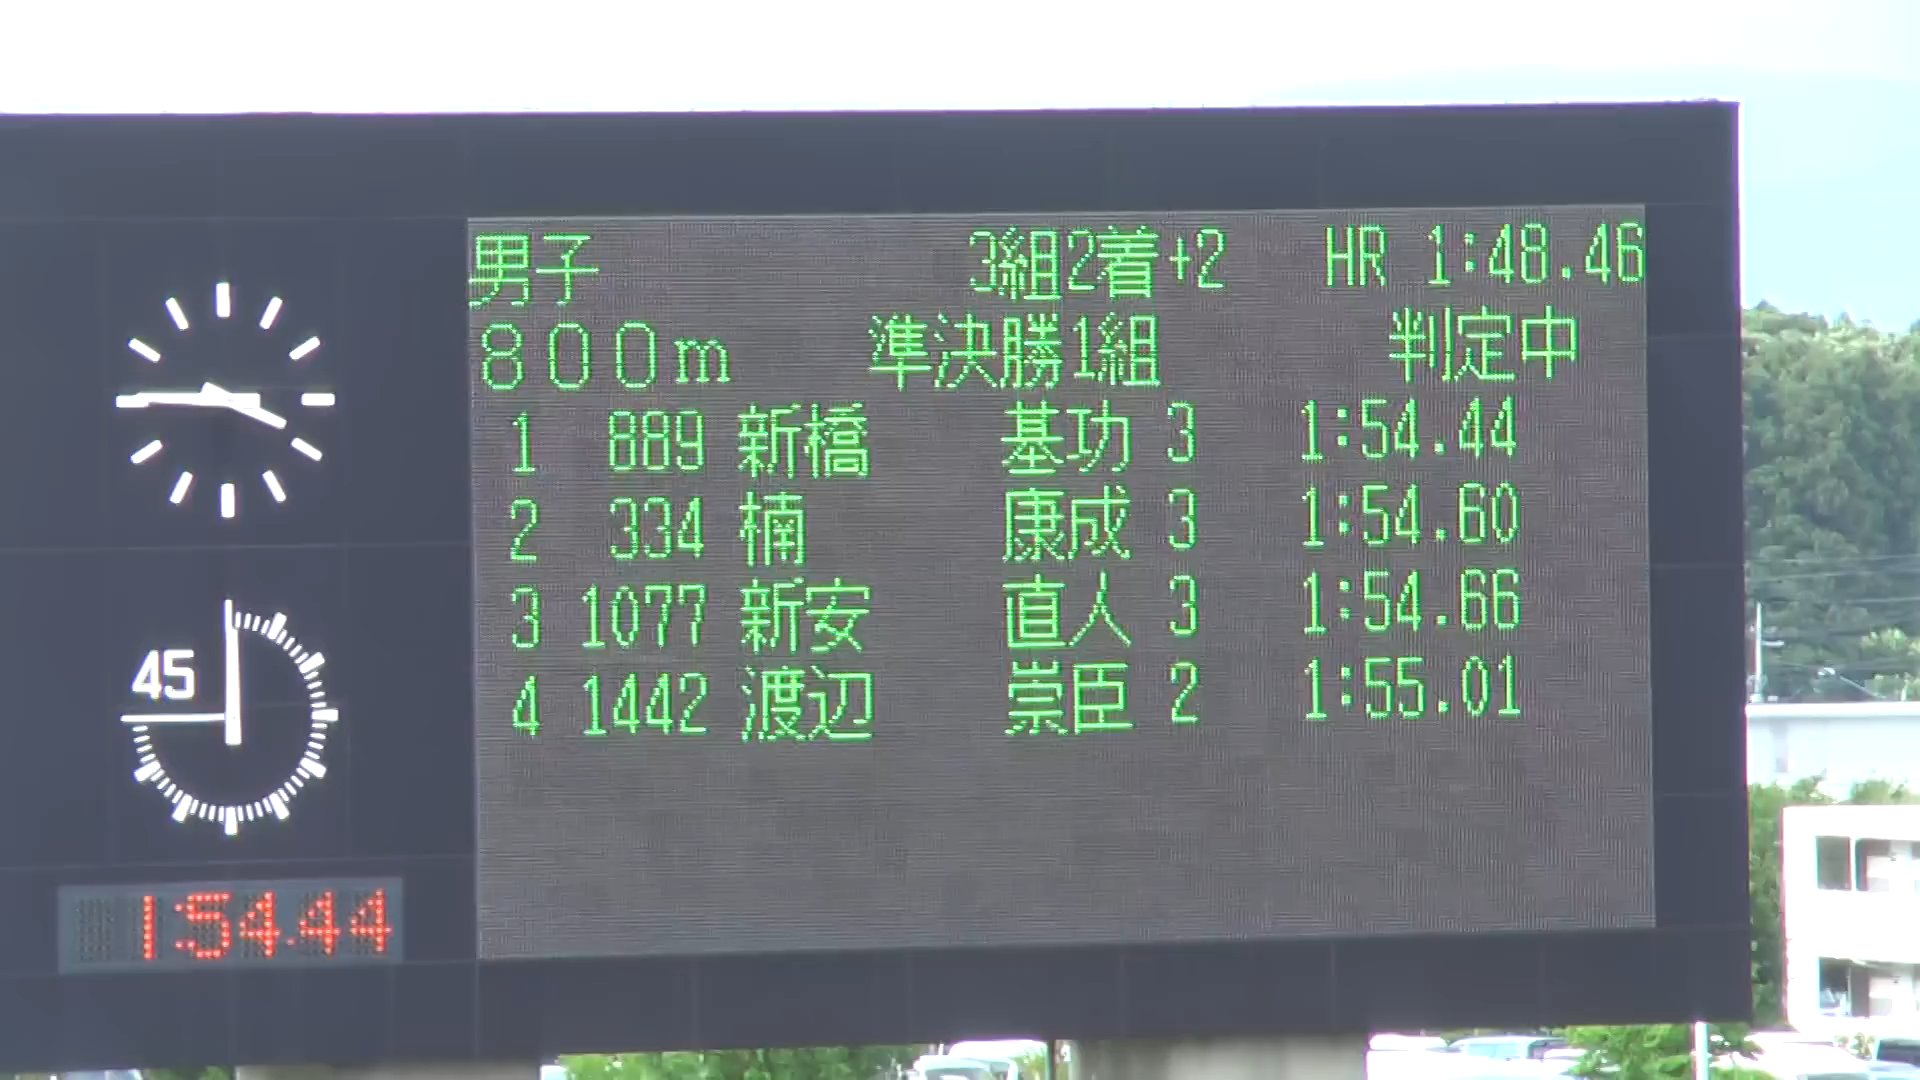 男子 3組2着+2 HR 1:48.46
800m 準決勝1組 判定中
1 889 新橋 基功 3 1:54.44
2 334 楠 康成 3 1:54.60
3 1077 新安 直人 3 1:54.66
4 1442 渡辺 崇臣 2 1:55.01
45
1:54.44